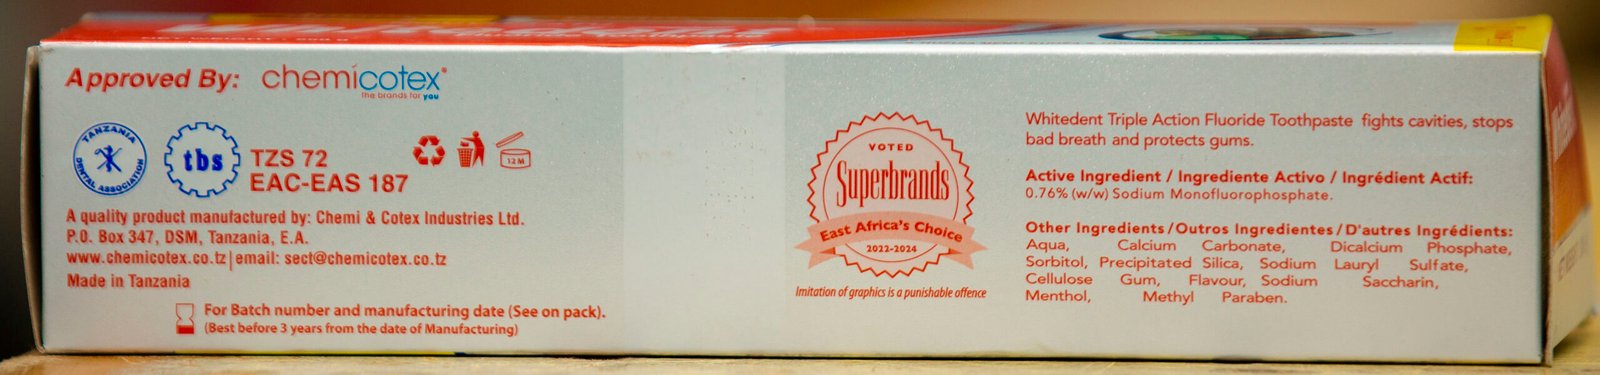 Approved By: chemicotex
The brands for you
TANZANIA
DENTAL ASSOCIATION
tbs
TZS 72
EAC-EAS 187
12 M
A quality product manufactured by: Chemi & Cotex Industries Ltd.
P.O. Box 347, DSM, Tanzania, E.A.
www.chemicotex.co.tz|email: sect@chemicotex.co.tz
Made in Tanzania
For Batch number and manufacturing date (See on pack).
(Best before 3 years from the date of Manufacturing)
VOTED
Superbrands
East Africa's Choice
2022-2024
Imitation of graphics is a punishable offence
Whitedent Triple Action Fluoride Toothpaste fights cavities, stops
bad breath and protects gums.
Active Ingredient / Ingrediente Activo / Ingrédient Actif:
0.76% (w/w) Sodium Monofluorophosphate.
Other Ingredients/Outros Ingredientes/D'autres Ingrédients:
Aqua, Calcium Carbonate, Dicalcium Phosphate,
Sorbitol, Precipitated Silica, Sodium Lauryl Sulfate,
Cellulose Gum, Flavour, Sodium Saccharin,
Menthol, Methyl Paraben.